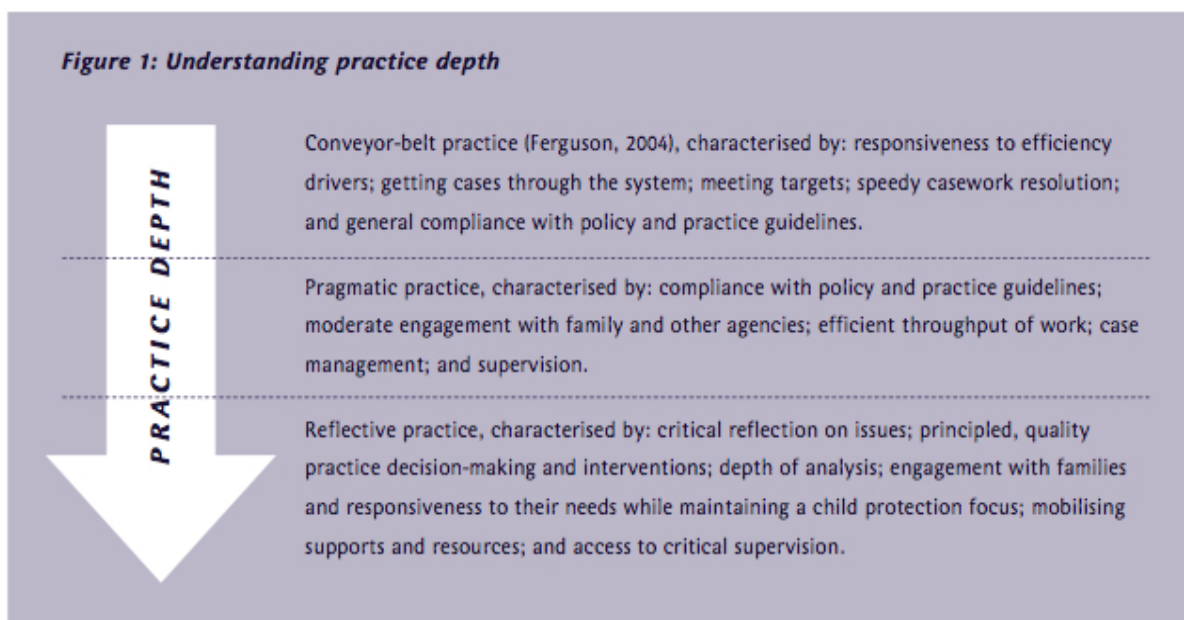 Figure 1: Understanding practice depth
PRACTICE DEPTH
Conveyor-belt practice (Ferguson, 2004), characterised by: responsiveness to efficiency
drivers; getting cases through the system; meeting targets; speedy casework resolution;
and general compliance with policy and practice guidelines.
Pragmatic practice, characterised by: compliance with policy and practice guidelines;
moderate engagement with family and other agencies; efficient throughput of work; case
management; and supervision.
Reflective practice, characterised by: critical reflection on issues; principled, quality
practice decision-making and interventions; depth of analysis; engagement with families
and responsiveness to their needs while maintaining a child protection focus; mobilising
supports and resources; and access to critical supervision.